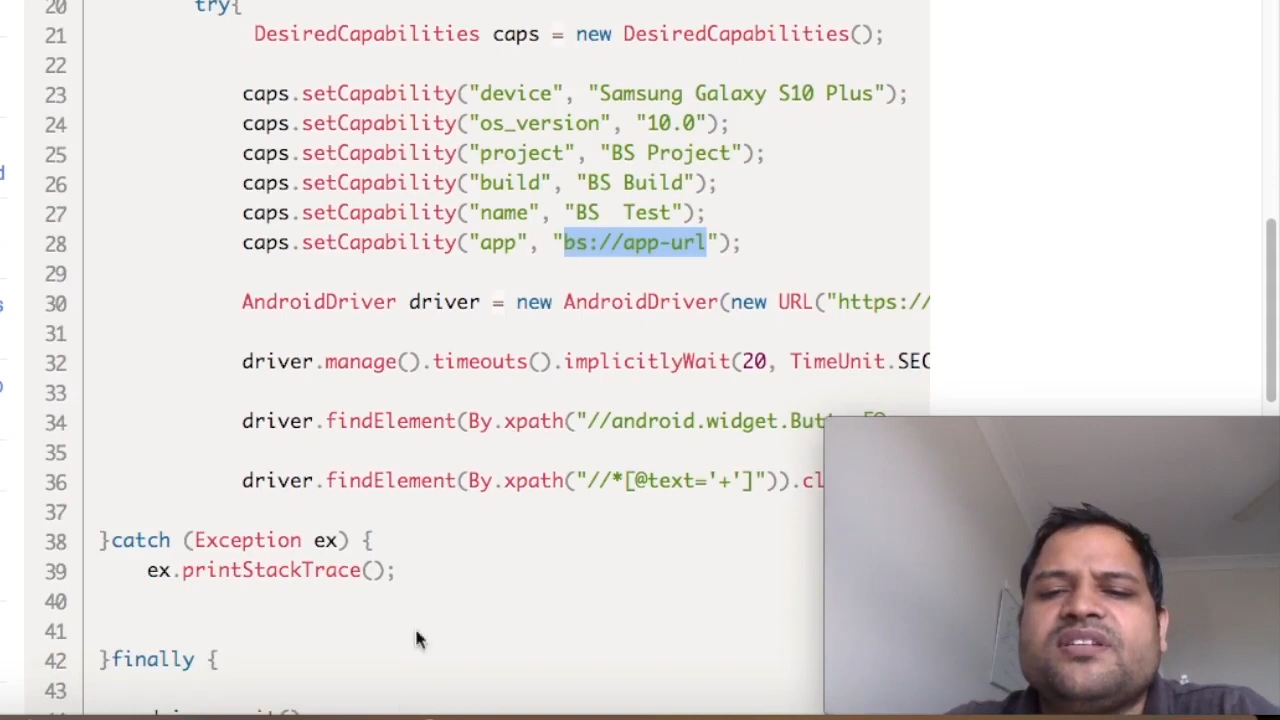 20 try{
21 DesiredCapabilities caps = new DesiredCapabilities();
22
23 caps.setCapability("device", "Samsung Galaxy S10 Plus");
24 caps.setCapability("os_version", "10.0");
25 caps.setCapability("project", "BS Project");
26 caps.setCapability("build", "BS Build");
27 caps.setCapability("name", "BS  Test");
28 caps.setCapability("app", "bs://app-url");
29
30 AndroidDriver driver = new AndroidDriver(new URL("https://
31
32 driver.manage().timeouts().implicitlyWait(20, TimeUnit.SEC
33
34 driver.findElement(By.xpath("//android.widget.But
35
36 driver.findElement(By.xpath("//*[@text='+']")).cl
37
38 }catch (Exception ex) {
39 ex.printStackTrace();
40
41
42 }finally {
43